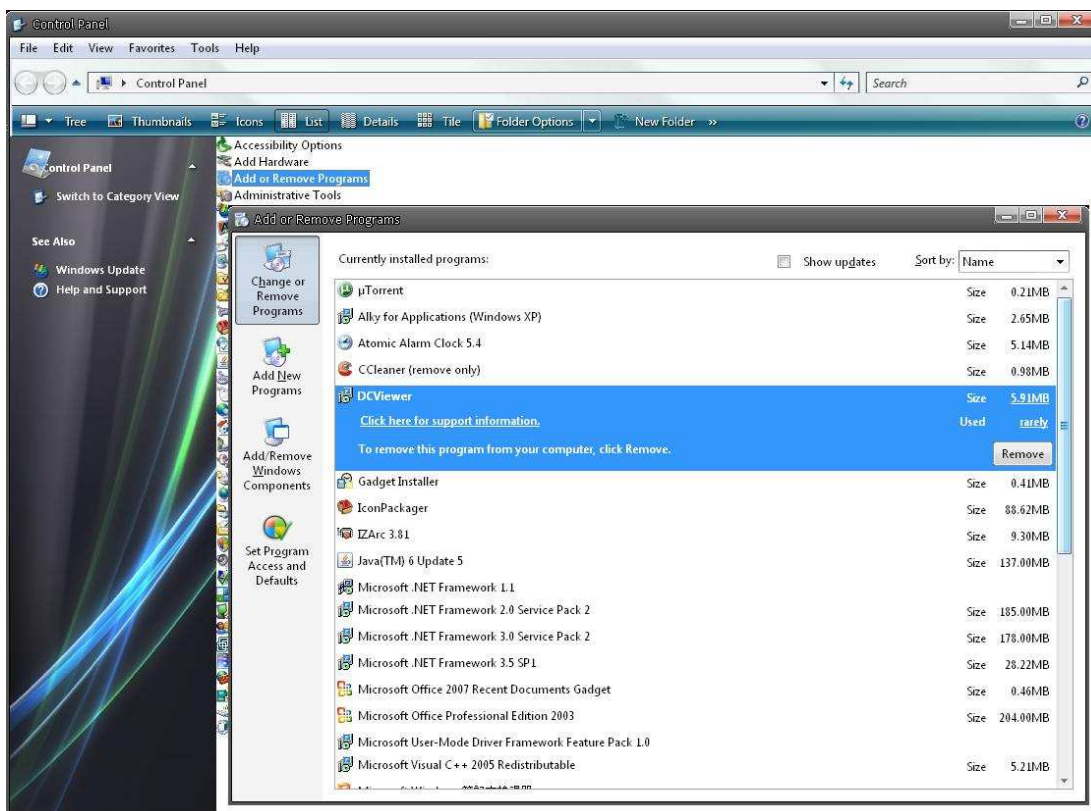 Control Panel
File Edit View Favorites Tools Help
Control Panel
Search
Tree Thumbnails Icons List Details Tile Folder Options New Folder »
Control Panel
Switch to Category View
See Also
Windows Update
Help and Support
Accessibility Options
Add Hardware
Add or Remove Programs
Administrative Tools
Add or Remove Programs
Change or
Remove
Programs
Add New
Programs
Add/Remove
Windows
Components
Set Program
Access and
Defaults
Currently installed programs: Show updates Sort by: Name
µTorrent Size 0.21MB
Alky for Applications (Windows XP) Size 2.65MB
Atomic Alarm Clock 5.4 Size 5.14MB
CCleaner (remove only) Size 0.98MB
DCViewer Size 5.91MB
Click here for support information. Used rarely
To remove this program from your computer, click Remove. Remove
Gadget Installer Size 0.41MB
IconPackager Size 88.62MB
IZArc 3.81 Size 9.30MB
Java(TM) 6 Update 5 Size 137.00MB
Microsoft .NET Framework 1.1
Microsoft .NET Framework 2.0 Service Pack 2 Size 185.00MB
Microsoft .NET Framework 3.0 Service Pack 2 Size 178.00MB
Microsoft .NET Framework 3.5 SP1 Size 28.22MB
Microsoft Office 2007 Recent Documents Gadget Size 0.46MB
Microsoft Office Professional Edition 2003 Size 204.00MB
Microsoft User-Mode Driver Framework Feature Pack 1.0
Microsoft Visual C++ 2005 Redistributable Size 5.21MB